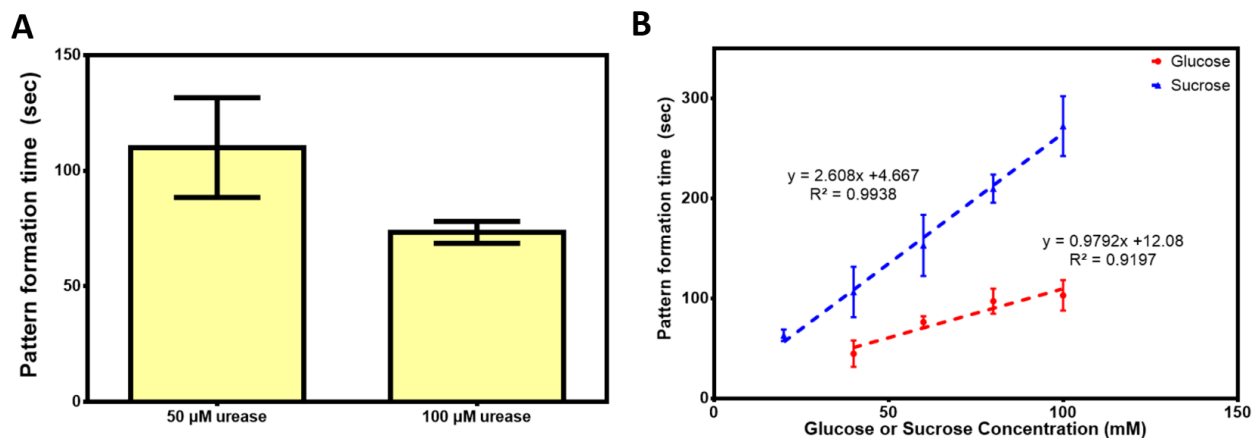 A
Pattern formation time (sec)
150
100
50
0
50 µM urease
100 µM urease
B
Pattern formation time (sec)
300
200
100
0
Glucose
Sucrose
y = 2.608x +4.667
R² = 0.9938
y = 0.9792x +12.08
R² = 0.9197
0
50
100
150
Glucose or Sucrose Concentration (mM)